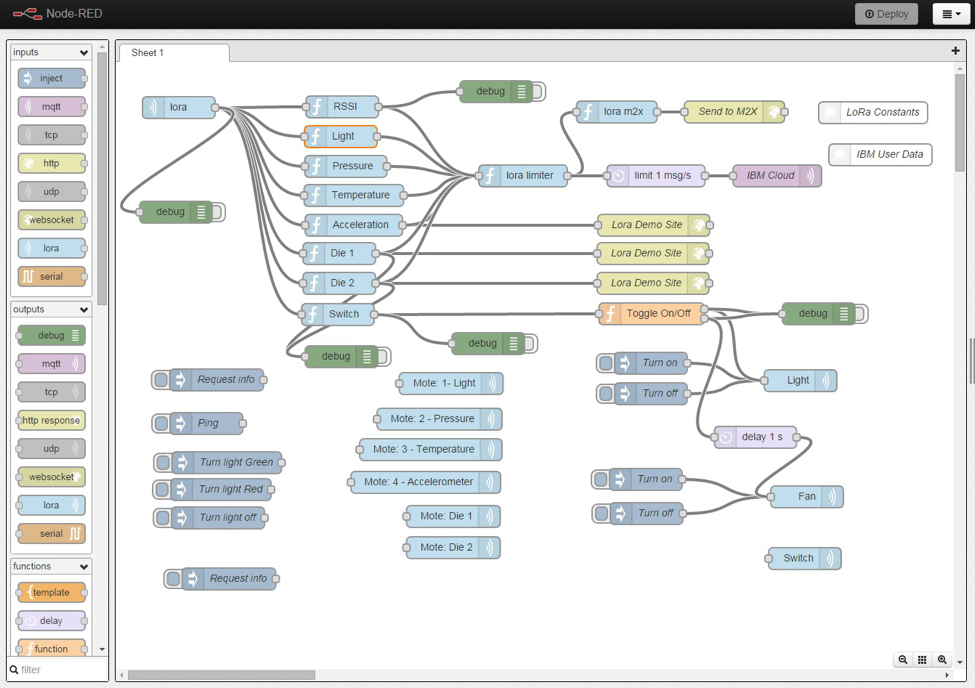 Node-RED
Deploy
inputs
inject
mqtt
tcp
http
udp
websocket
lora
serial
outputs
debug
mqtt
tcp
http response
udp
websocket
lora
serial
functions
template
delay
function
filter
Sheet 1
lora
RSSI
debug
lora m2x
Send to M2X
LoRa Constants
Light
IBM User Data
Pressure
lora limiter
limit 1 msg/s
IBM Cloud
Temperature
debug
Acceleration
Lora Demo Site
Die 1
Lora Demo Site
Die 2
Lora Demo Site
Switch
Toggle On/Off
debug
debug
debug
Turn on
Request info
Mote: 1- Light
Light
Turn off
Ping
Mote: 2 - Pressure
delay 1 s
Mote: 3 - Temperature
Turn light Green
Mote: 4 - Accelerometer
Turn on
Turn light Red
Fan
Turn light off
Mote: Die 1
Turn off
Mote: Die 2
Switch
Request info